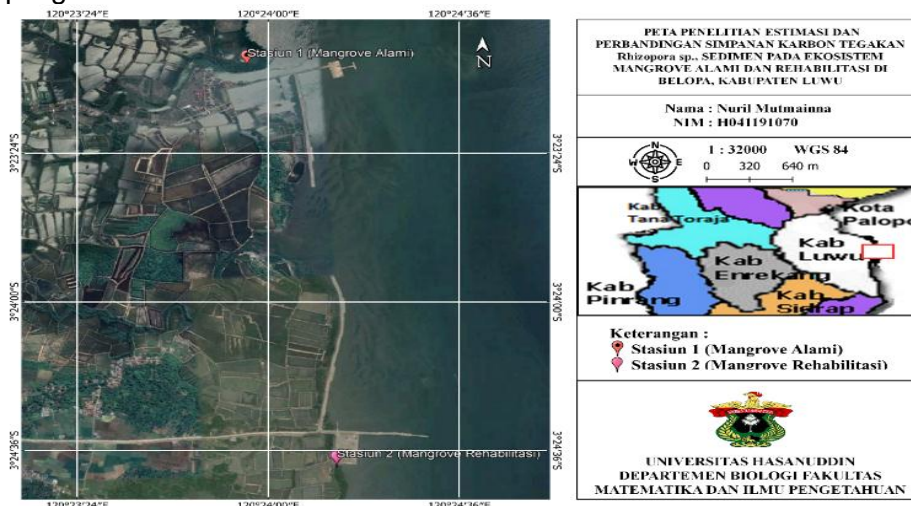 120°23'24"E 120°24'00"E 120°24'36"E
Stasiun 1 (Mangrove Alami)
N
3°23'24"S 3°23'24"S
3°24'00"S 3°24'00"S
3°24'36"S 3°24'36"S
Stasiun 2 (Mangrove Rehabilitasi)
120°23'24"E 120°24'00"E 120°24'36"E
PETA PENELITIAN ESTIMASI DAN
PERBANDINGAN SIMPANAN KARBON TEGAKAN
Rhizopora sp., SEDIMEN PADA EKOSISTEM
MANGROVE ALAMI DAN REHABILITASI DI
BELOPA, KABUPATEN LUWU
Nama : Nuril Mutmainna
NIM : H041191070
N
W E
S
1 : 32000 WGS 84
0 320 640 m
Kab
Tana Toraja
Kota
Palopo
Kab
Luwu
Kab
Enrekang
Kab
Pinrang
Kab
Sidrap
Keterangan :
Stasiun 1 (Mangrove Alami)
Stasiun 2 (Mangrove Rehabilitasi)
UNIVERSITAS HASANUDDIN
DEPARTEMEN BIOLOGI FAKULTAS
MATEMATIKA DAN ILMU PENGETAHUAN